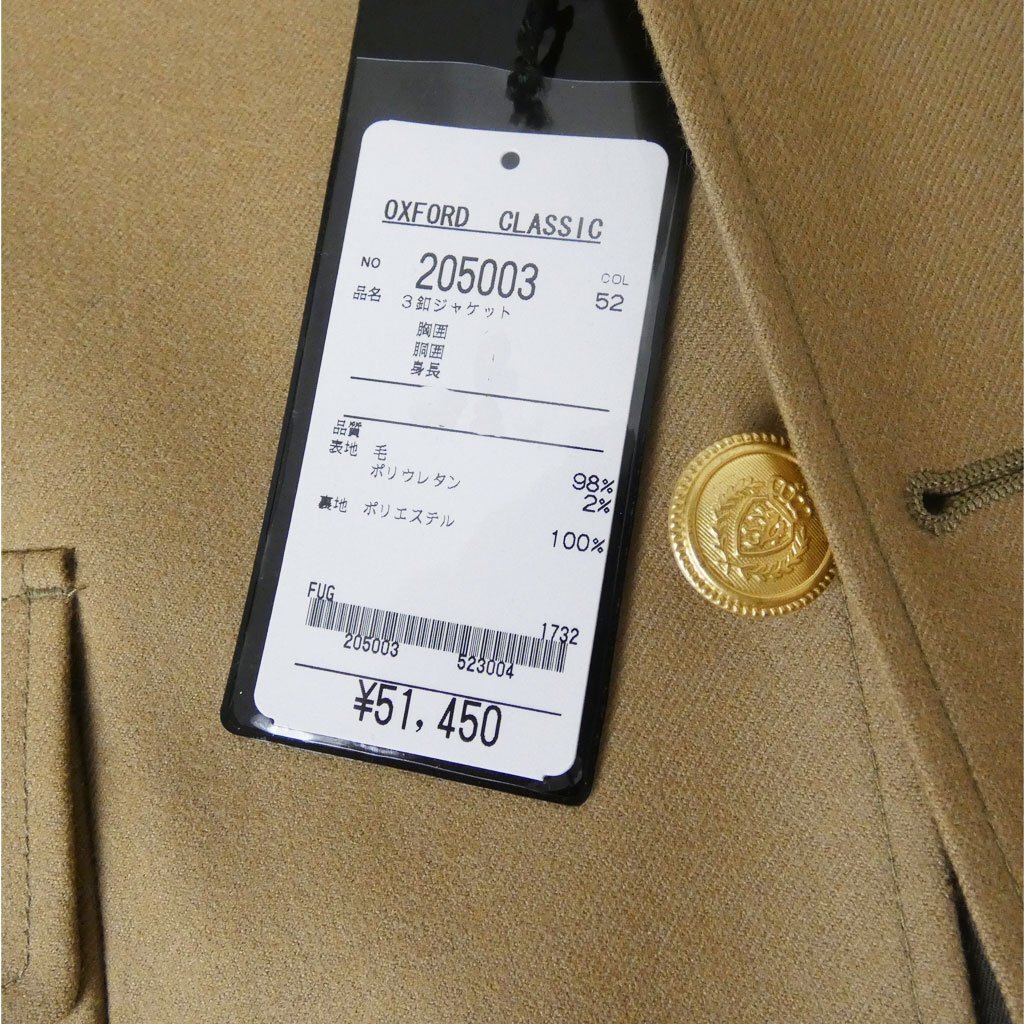 OXFORD CLASSIC
NO 205003 COL
品名 3釦ジャケット 52
胸囲
胴囲
身長
品質
表地 毛 98%
ポリウレタン 2%
裏地 ポリエステル 100%
FUG
1732
205003 523004
¥51,450